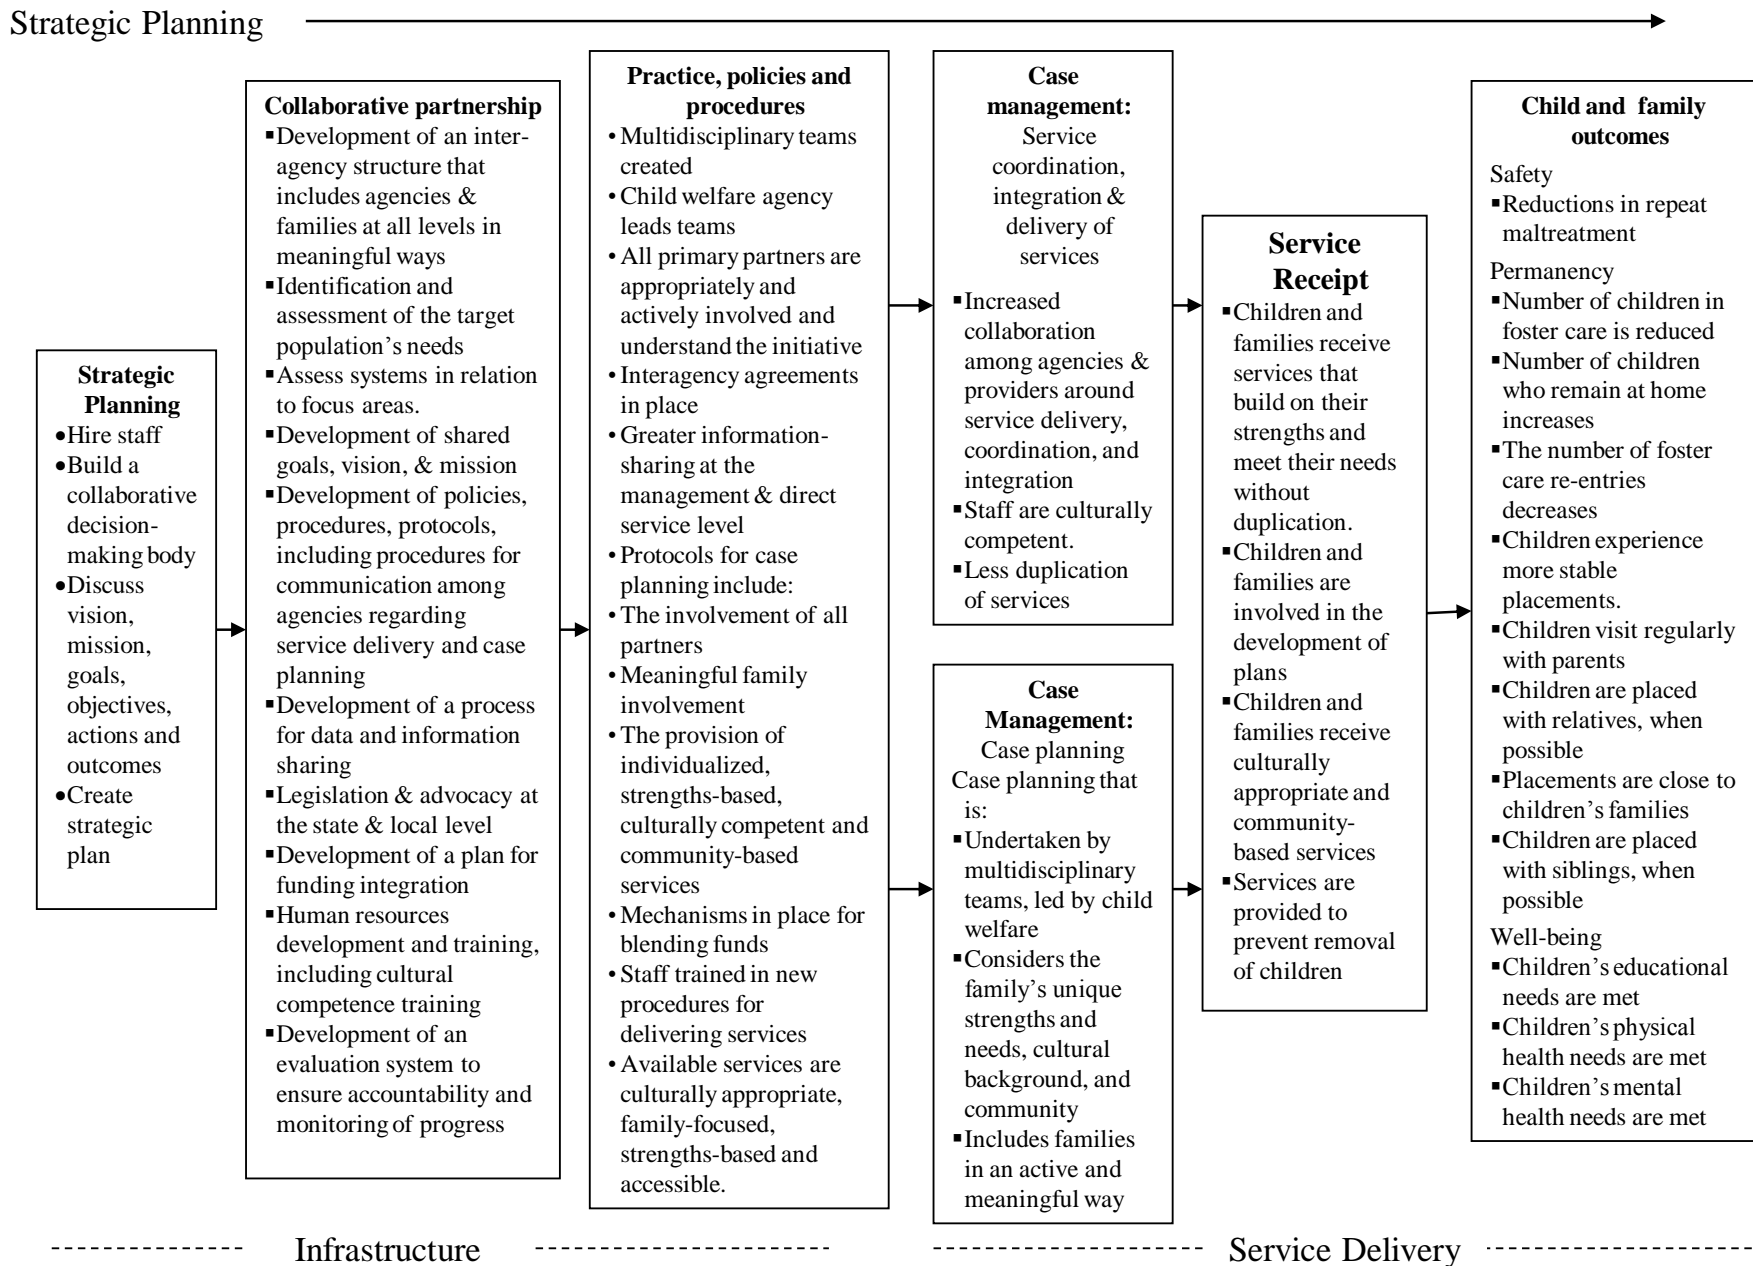 Strategic Planning
Strategic
Planning
•Hire staff
•Build a
collaborative
decision-
making body
•Discuss
vision,
mission,
goals,
objectives,
actions and
outcomes
•Create
strategic
plan
Collaborative partnership
▪Development of an inter-
agency structure that
includes agencies &
families at all levels in
meaningful ways
▪Identification and
assessment of the target
population’s needs
▪Assess systems in relation
to focus areas.
▪Development of shared
goals, vision, & mission
▪Development of policies,
procedures, protocols,
including procedures for
communication among
agencies regarding
service delivery and case
planning
▪Development of a process
for data and information
sharing
▪Legislation & advocacy at
the state & local level
▪Development of a plan for
funding integration
▪Human resources
development and training,
including cultural
competence training
▪Development of an
evaluation system to
ensure accountability and
monitoring of progress
Practice, policies and
procedures
• Multidisciplinary teams
created
• Child welfare agency
leads teams
• All primary partners are
appropriately and
actively involved and
understand the initiative
• Interagency agreements
in place
• Greater information-
sharing at the
management & direct
service level
• Protocols for case
planning include:
• The involvement of all
partners
• Meaningful family
involvement
• The provision of
individualized,
strengths-based,
culturally competent and
community-based
services
• Mechanisms in place for
blending funds
• Staff trained in new
procedures for
delivering services
• Available services are
culturally appropriate,
family-focused,
strengths-based and
accessible.
Case
management:
Service
coordination,
integration &
delivery of
services
▪Increased
collaboration
among agencies &
providers around
service delivery,
coordination, and
integration
▪Staff are culturally
competent.
▪Less duplication
of services
Case
Management:
Case planning
Case planning that
is:
▪Undertaken by
multidisciplinary
teams, led by child
welfare
▪Considers the
family’s unique
strengths and
needs, cultural
background, and
community
▪Includes families
in an active and
meaningful way
Service
Receipt
▪Children and
families receive
services that
build on their
strengths and
meet their needs
without
duplication.
▪Children and
families are
involved in the
development of
plans
▪Children and
families receive
culturally
appropriate and
community-
based services
▪Services are
provided to
prevent removal
of children
Child and family
outcomes
Safety
▪Reductions in repeat
maltreatment
Permanency
▪Number of children in
foster care is reduced
▪Number of children
who remain at home
increases
▪The number of foster
care re-entries
decreases
▪Children experience
more stable
placements.
▪Children visit regularly
with parents
▪Children are placed
with relatives, when
possible
▪Placements are close to
children’s families
▪Children are placed
with siblings, when
possible
Well-being
▪Children’s educational
needs are met
▪Children’s physical
health needs are met
▪Children’s mental
health needs are met
Infrastructure
Service Delivery